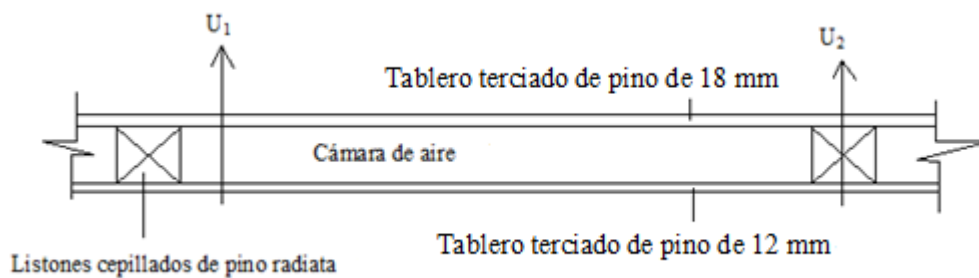 U1
U2
Tablero terciado de pino de 18 mm
Cámara de aire
Tablero terciado de pino de 12 mm
Listones cepillados de pino radiata